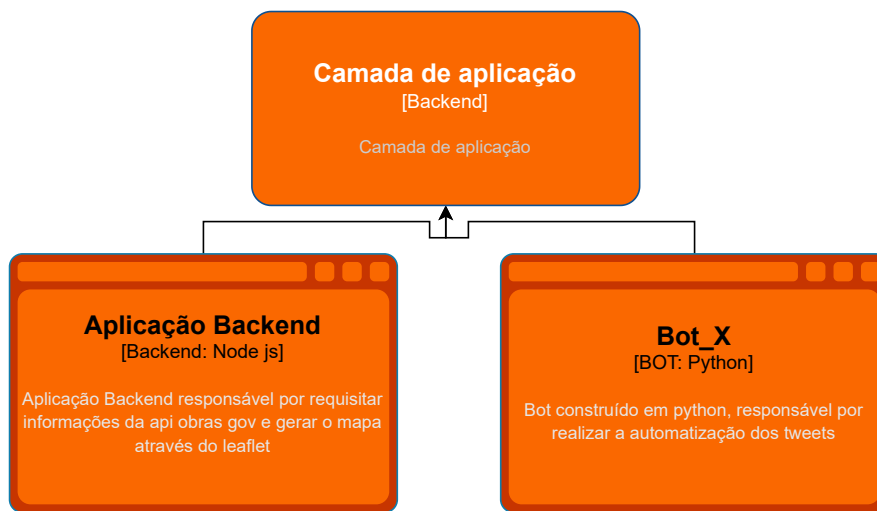 Camada de aplicação
[Backend]
Camada de aplicação
Aplicação Backend
[Backend: Node js]
Aplicação Backend responsável por requisitar
informações da api obras gov e gerar o mapa
através do leaflet
Bot_X
[BOT: Python]
Bot construído em python, responsável por
realizar a automatização dos tweets